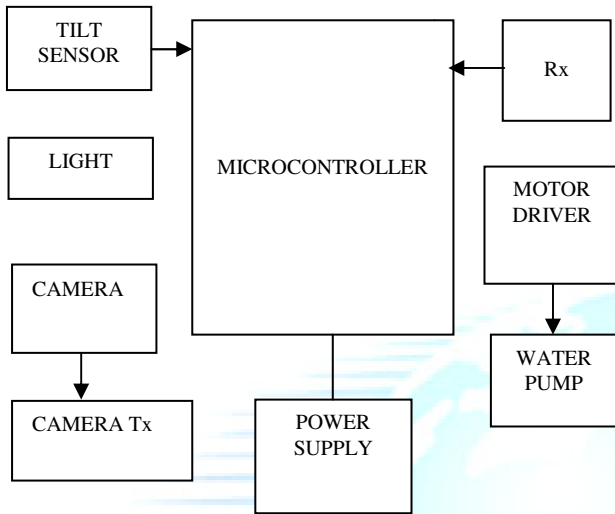 TILT
SENSOR
Rx
LIGHT
MICROCONTROLLER
MOTOR
DRIVER
CAMERA
WATER
PUMP
CAMERA Tx
POWER
SUPPLY